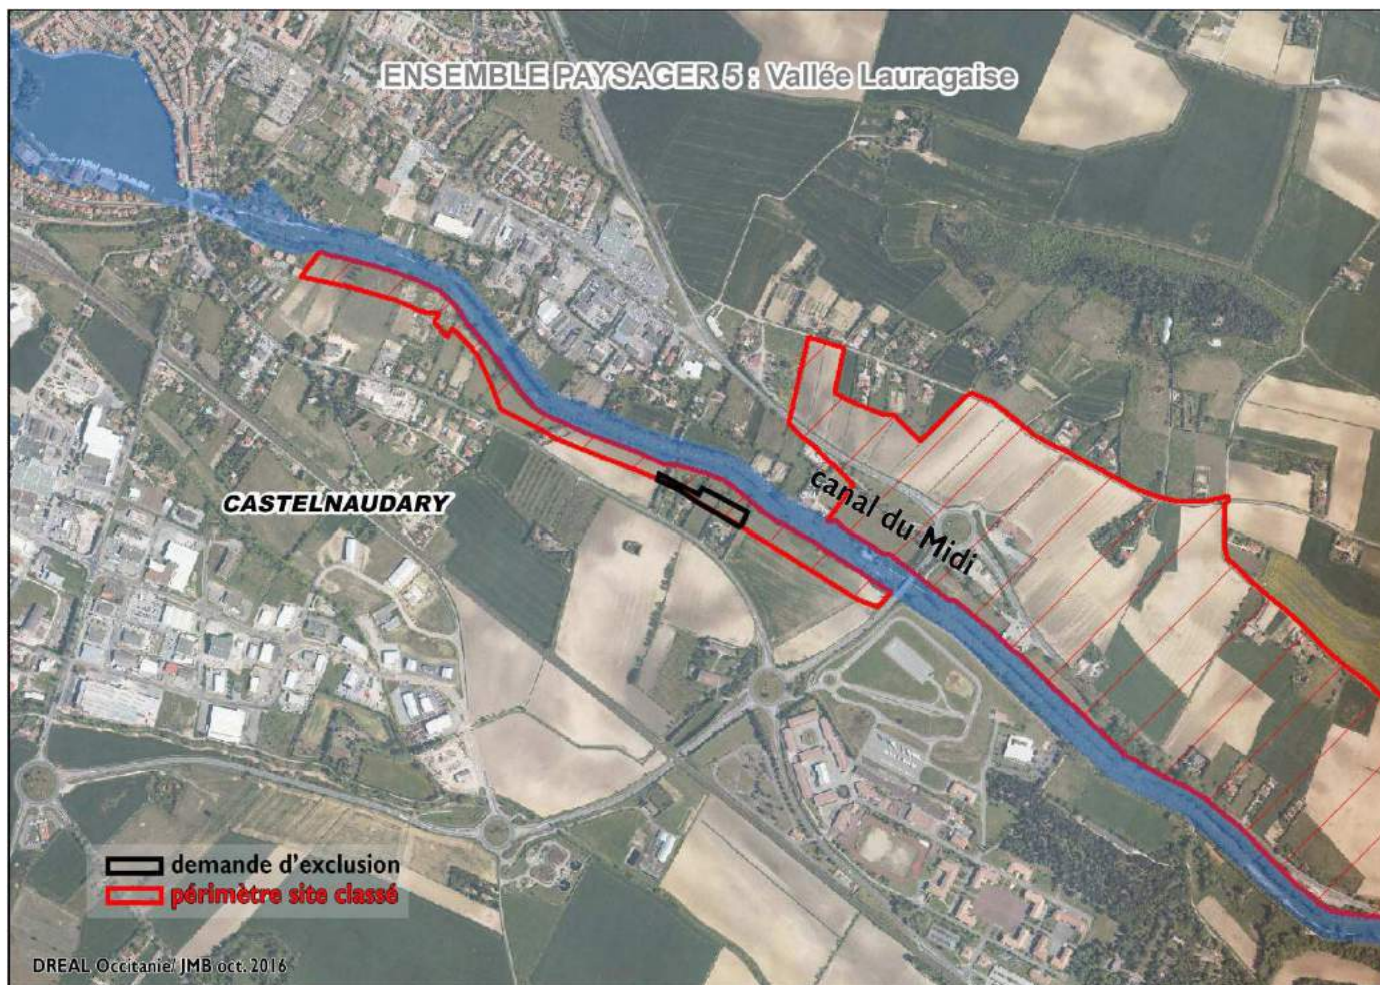 ENSEMBLE PAYSAGER 5 : Vallée Lauragaise
canal du Midi
CASTELNAUDARY
demande d'exclusion
périmètre site classé
DREAL Occitanie/ JMB oct. 2016